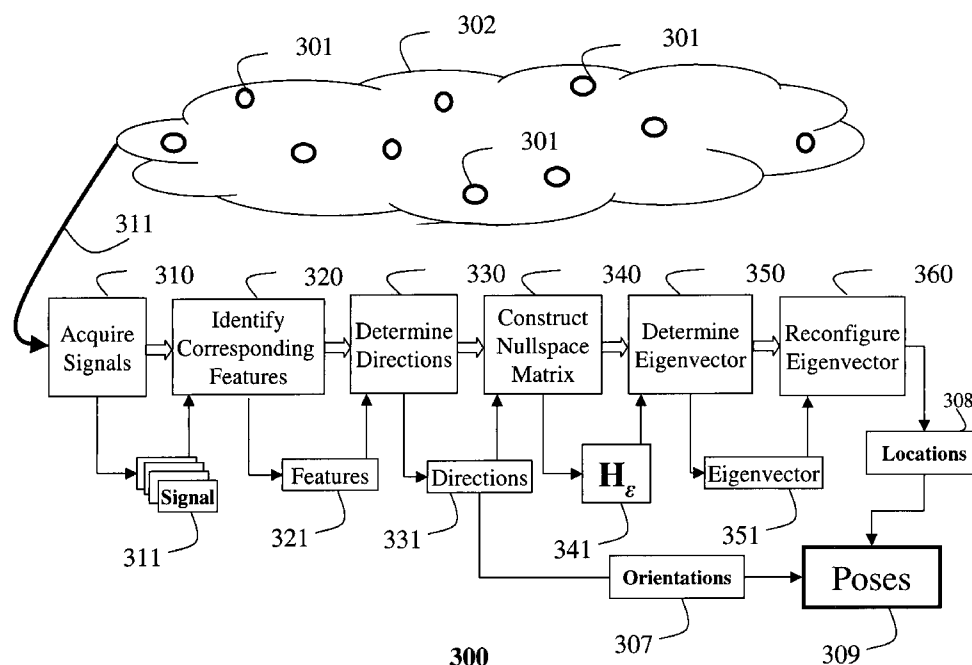 301
302
301
301
311
310
320
330
340
350
360
Acquire
Signals
Identify
Corresponding
Features
Determine
Directions
Construct
Nullspace
Matrix
Determine
Eigenvector
Reconfigure
Eigenvector
308
Locations
Signal
Features
Directions
Hε
Eigenvector
311
321
331
341
351
Orientations
Poses
307
309
300